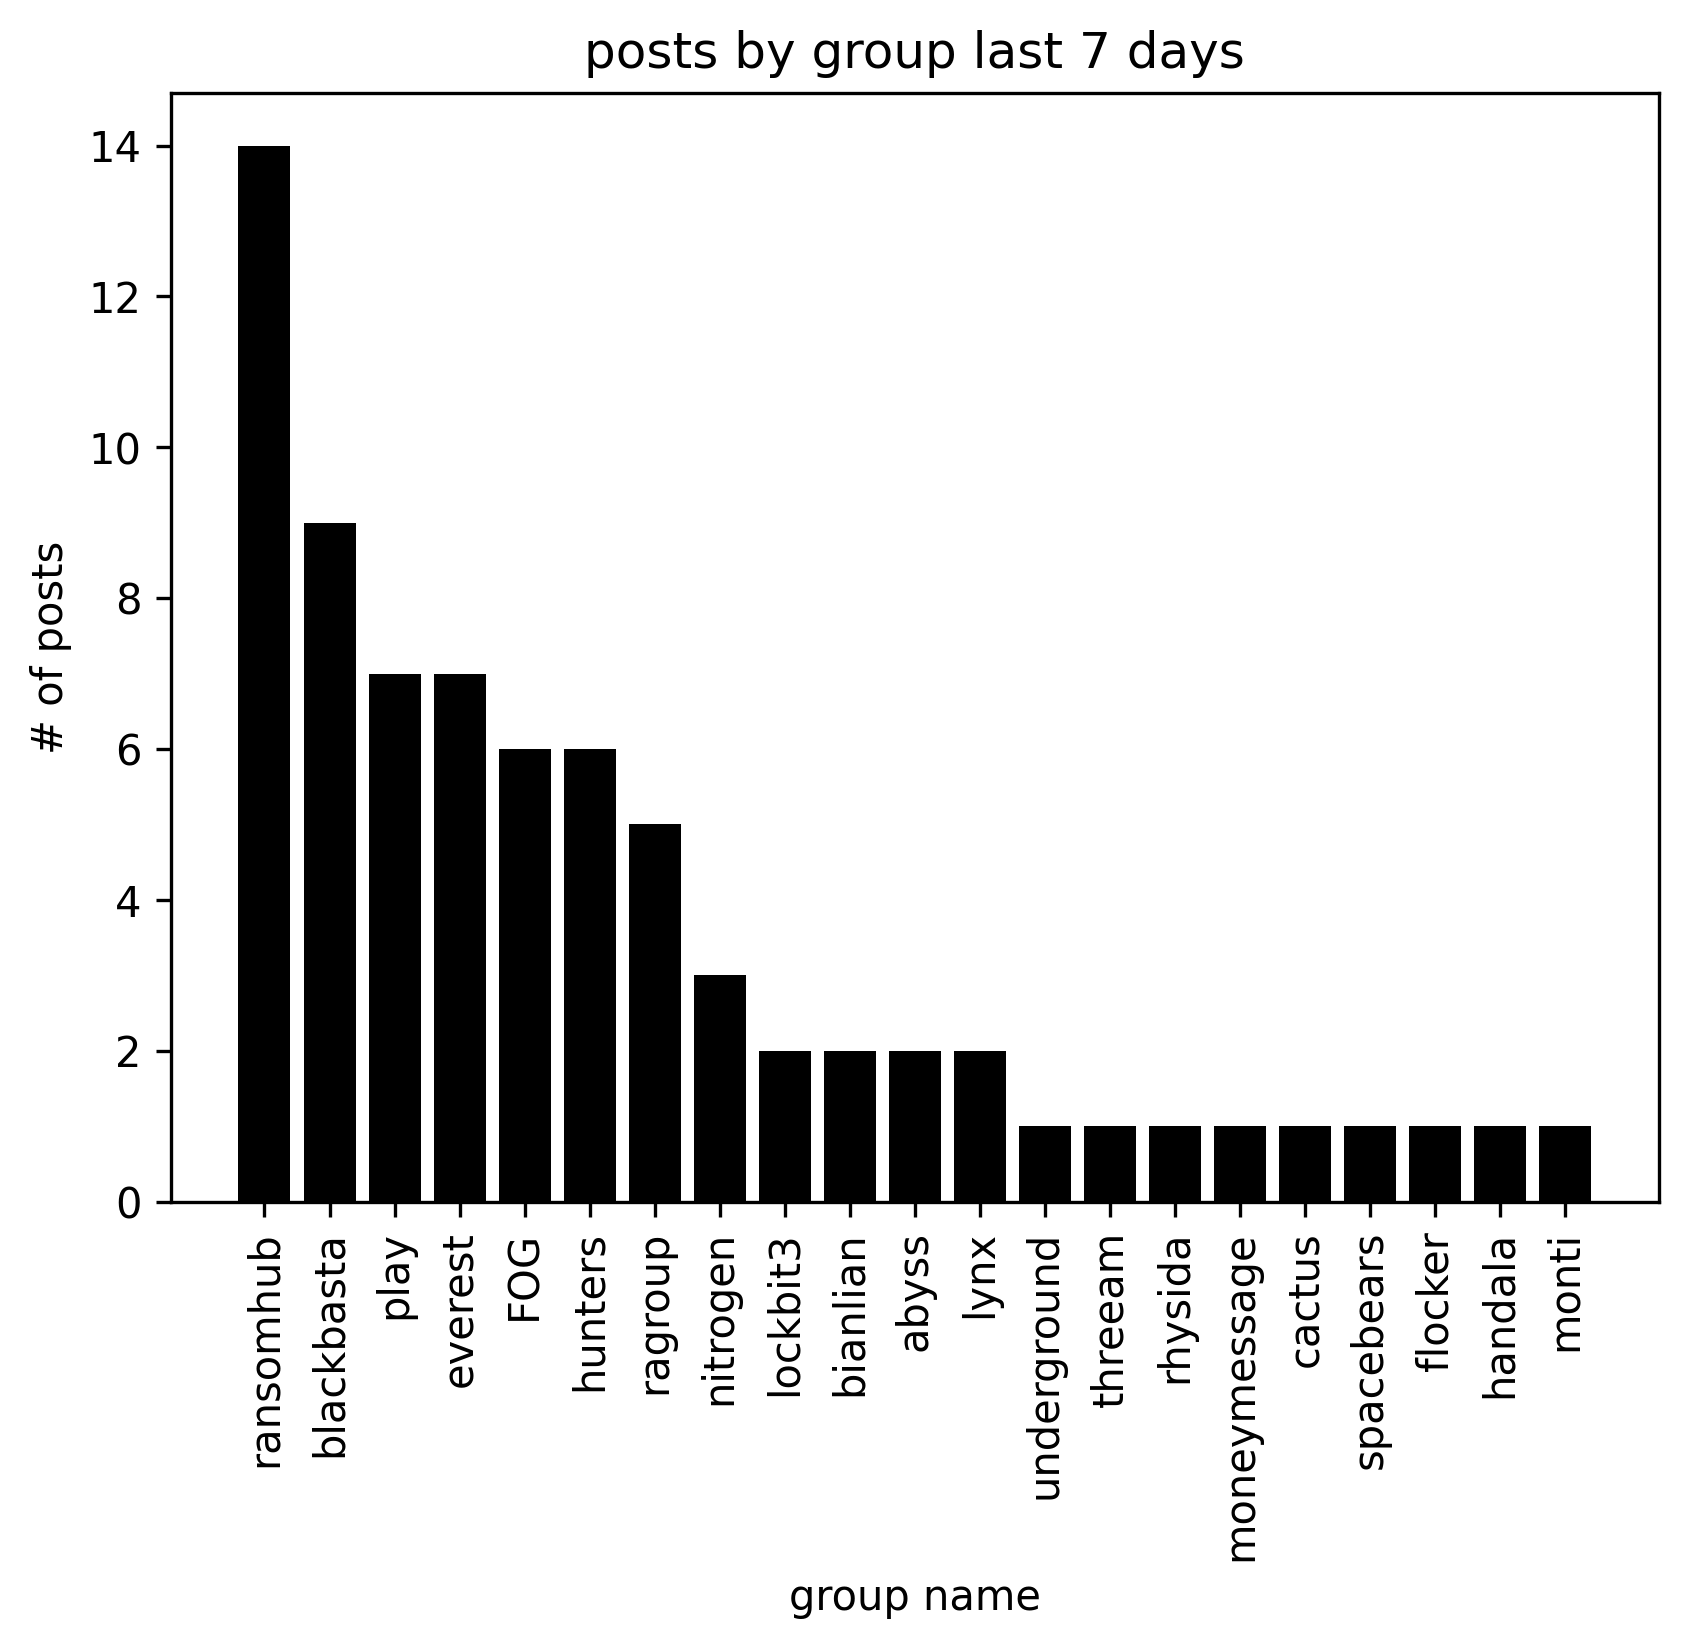 posts by group last 7 days
# of posts
14
12
10
8
6
4
2
0
ransomhub
blackbasta
play
everest
FOG
hunters
ragroup
nitrogen
lockbit3
bianlian
abyss
lynx
underground
threeam
rhysida
moneymessage
cactus
spacebears
flocker
handala
monti
group name